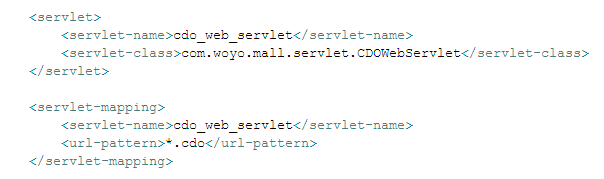 <servlet>
    <servlet-name>cdo_web_servlet</servlet-name>
    <servlet-class>com.woyo.mall.servlet.CDOWebServlet</servlet-class>
</servlet>

<servlet-mapping>
    <servlet-name>cdo_web_servlet</servlet-name>
    <url-pattern>*.cdo</url-pattern>
</servlet-mapping>